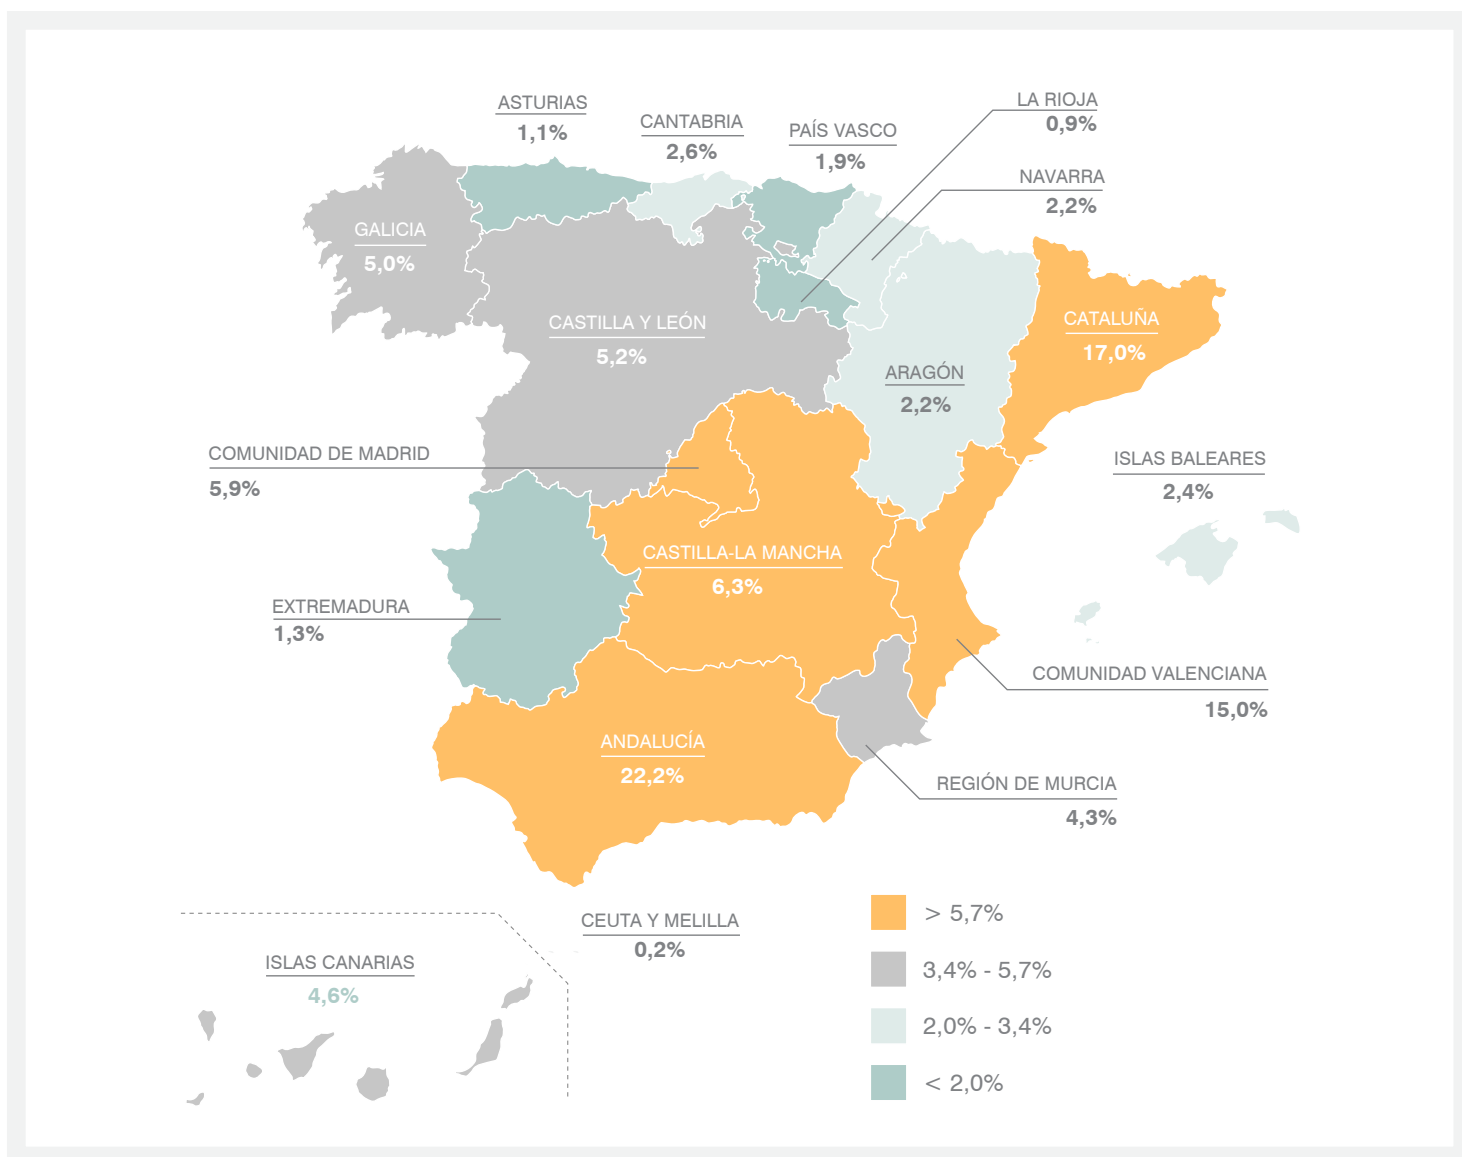 ASTURIAS
1,1%
CANTABRIA
2,6%
PAÍS VASCO
1,9%
LA RIOJA
0,9%
NAVARRA
2,2%
GALICIA
5,0%
CASTILLA Y LEÓN
5,2%
CATALUÑA
17,0%
ARAGÓN
2,2%
COMUNIDAD DE MADRID
5,9%
ISLAS BALEARES
2,4%
CASTILLA-LA MANCHA
6,3%
EXTREMADURA
1,3%
COMUNIDAD VALENCIANA
15,0%
ANDALUCÍA
22,2%
REGIÓN DE MURCIA
4,3%
CEUTA Y MELILLA
0,2%
ISLAS CANARIAS
4,6%
> 5,7%
3,4% - 5,7%
2,0% - 3,4%
< 2,0%